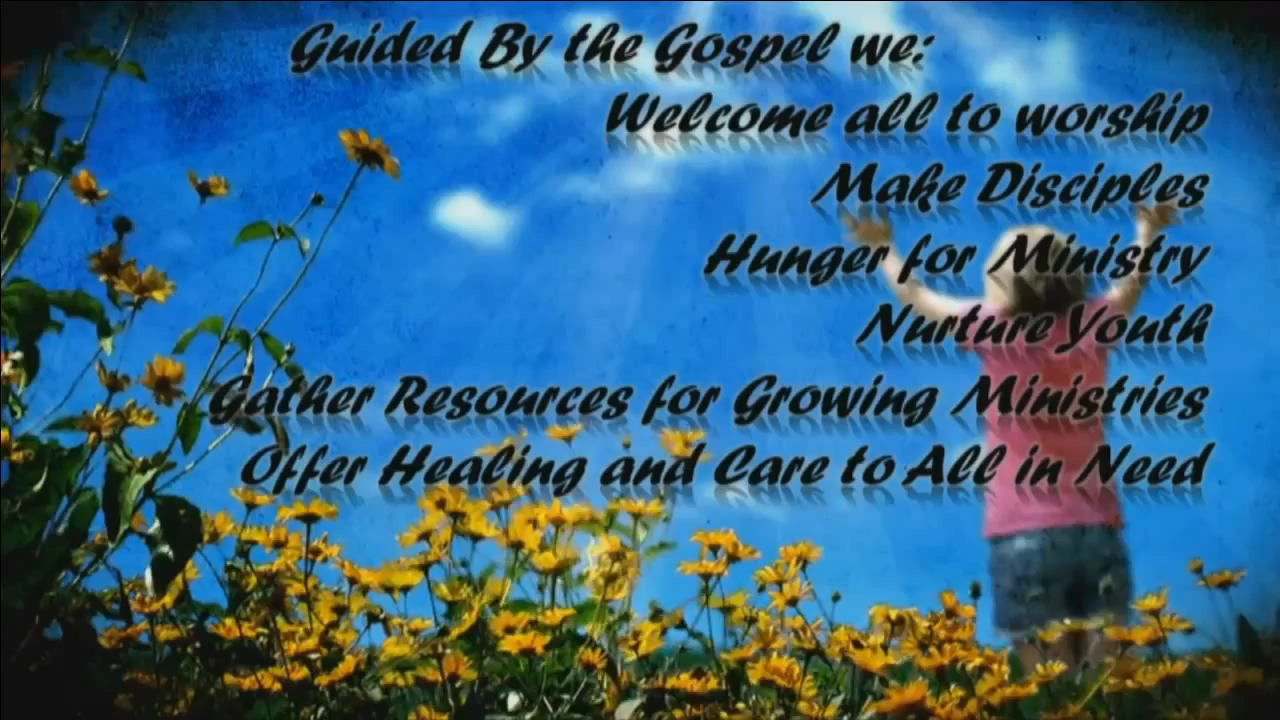 Guided By the Gospel we:
Welcome all to worship
Make Disciples
Hunger for Ministry
Nurture Youth
Gather Resources for Growing Ministries
Offer Healing and Care to All in Need